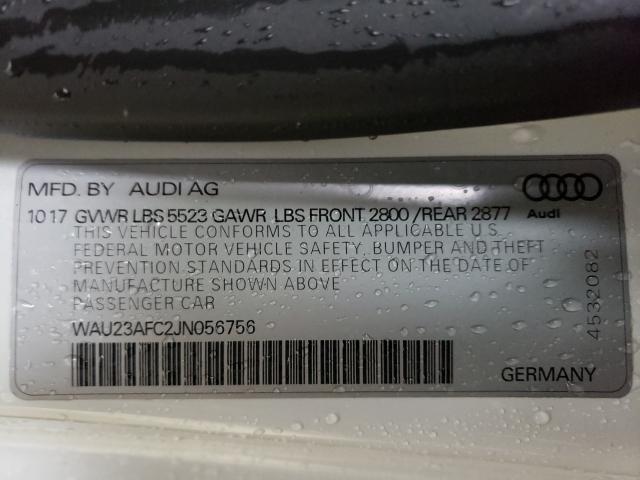 MFD. BY AUDI AG
10 17 GVWR LBS 5523 GAWR LBS FRONT 2800 /REAR 2877
THIS VEHICLE CONFORMS TO ALL APPLICABLE U S
FEDERAL MOTOR VEHICLE SAFETY, BUMPER AND THEFT
PREVENTION STANDARDS IN EFFECT ON THE DATE OF
MANUFACTURE SHOWN ABOVE
PASSENGER CAR
WAU23AFC2JN056756
Audi
4532082
GERMANY